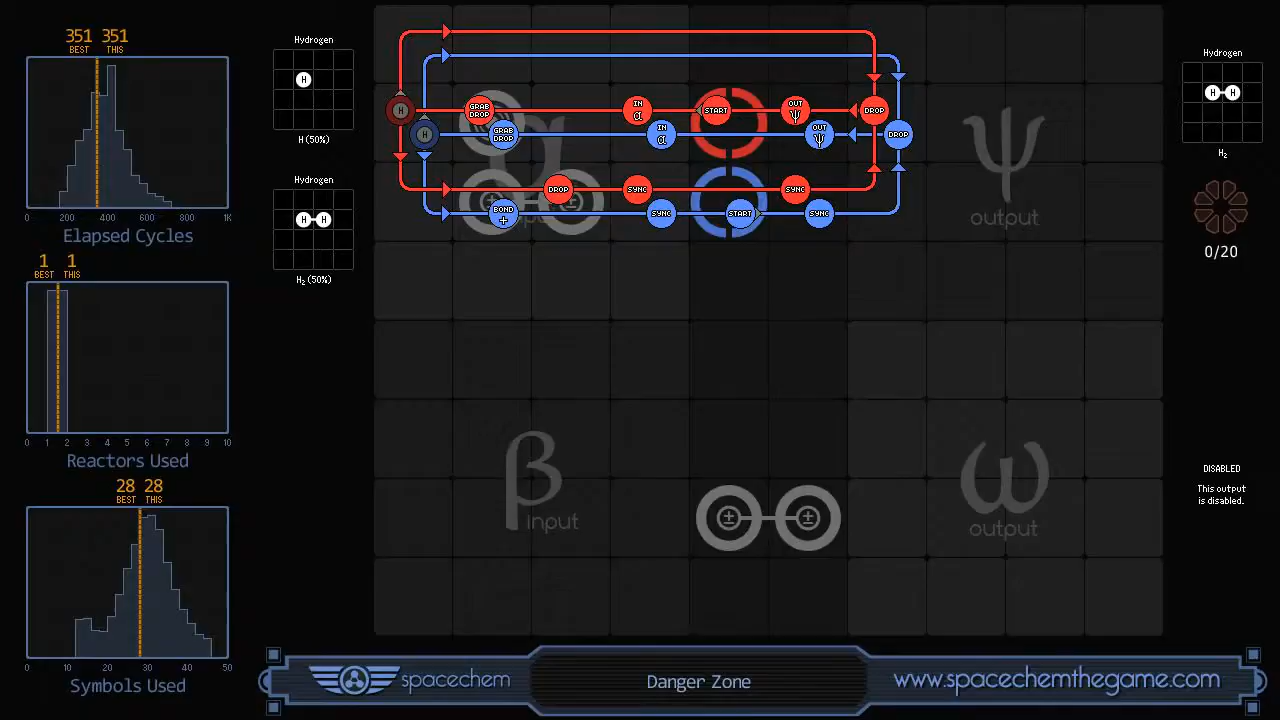 351 351
BEST THIS
0 200 400 600 800 1K
Elapsed Cycles
1 1
BEST THIS
0 1 2 3 4 5 6 7 8 9 10
Reactors Used
28 28
BEST THIS
0 10 20 30 40 50
Symbols Used
Hydrogen
H
H (50%)
Hydrogen
H H
H₂ (50%)
H GRAB DROP IN α START OUT Ψ DROP
H GRAB DROP IN α OUT Ψ DROP
DROP SYNC SYNC
BOND + SYNC START SYNC
α
ψ
output
β
input
ω
output
± ±
Hydrogen
H H
H₂
0/20
DISABLED
This output
is disabled.
spacechem
Danger Zone
www.spacechemthegame.com